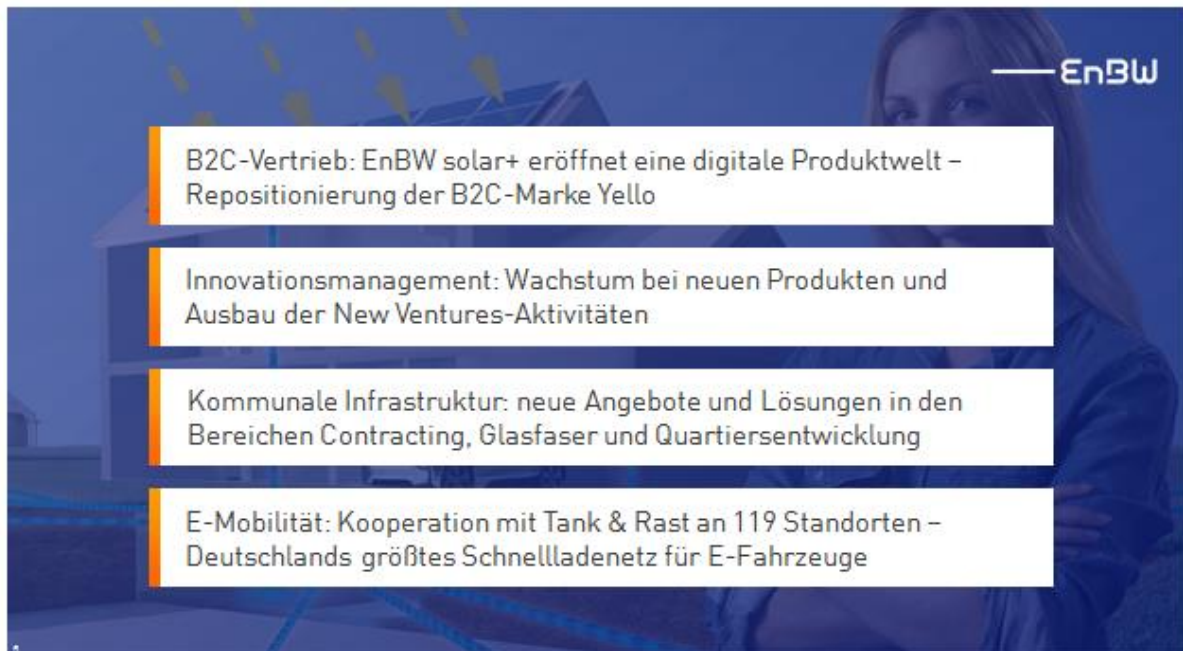 EnBW
B2C-Vertrieb: EnBW solar+ eröffnet eine digitale Produktwelt –
Repositionierung der B2C-Marke Yello
Innovationsmanagement: Wachstum bei neuen Produkten und
Ausbau der New Ventures-Aktivitäten
Kommunale Infrastruktur: neue Angebote und Lösungen in den
Bereichen Contracting, Glasfaser und Quartiersentwicklung
E-Mobilität: Kooperation mit Tank & Rast an 119 Standorten –
Deutschlands größtes Schnellladenetz für E-Fahrzeuge